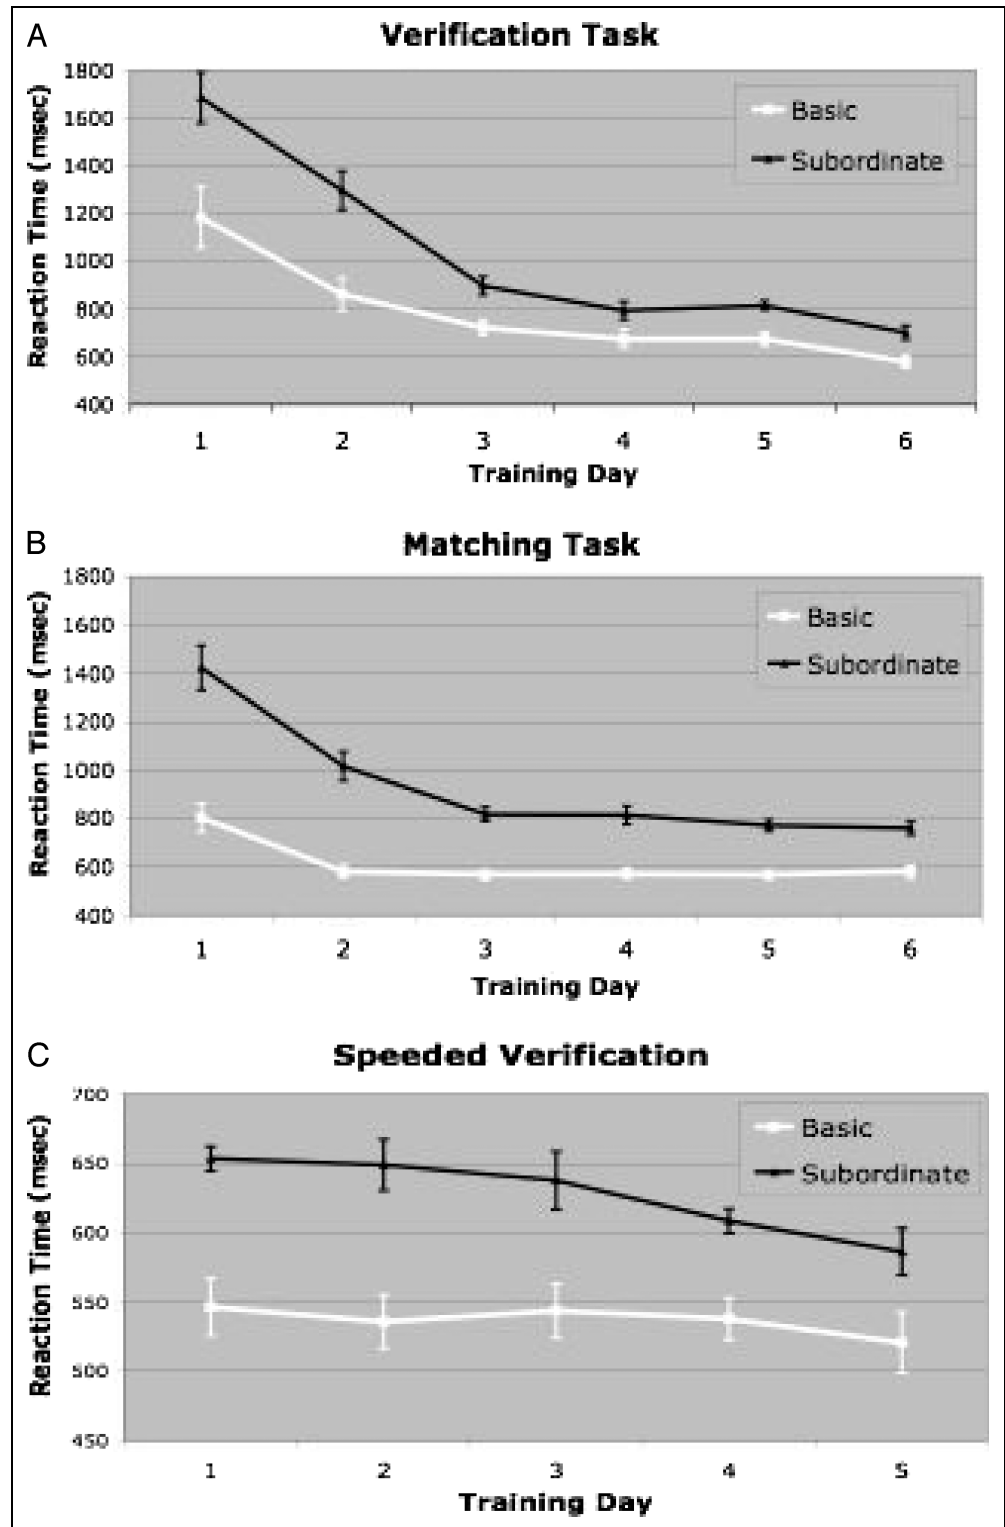 A
Verification Task
1800
1600
1400
1200
1000
800
600
400
Reaction Time (msec)
Basic
Subordinate
1 2 3 4 5 6
Training Day
B
Matching Task
1800
1600
1400
1200
1000
800
600
400
Reaction Time (msec)
Basic
Subordinate
1 2 3 4 5 6
Training Day
C
Speeded Verification
700
650
600
550
500
450
Reaction Time (msec)
Basic
Subordinate
1 2 3 4 5
Training Day